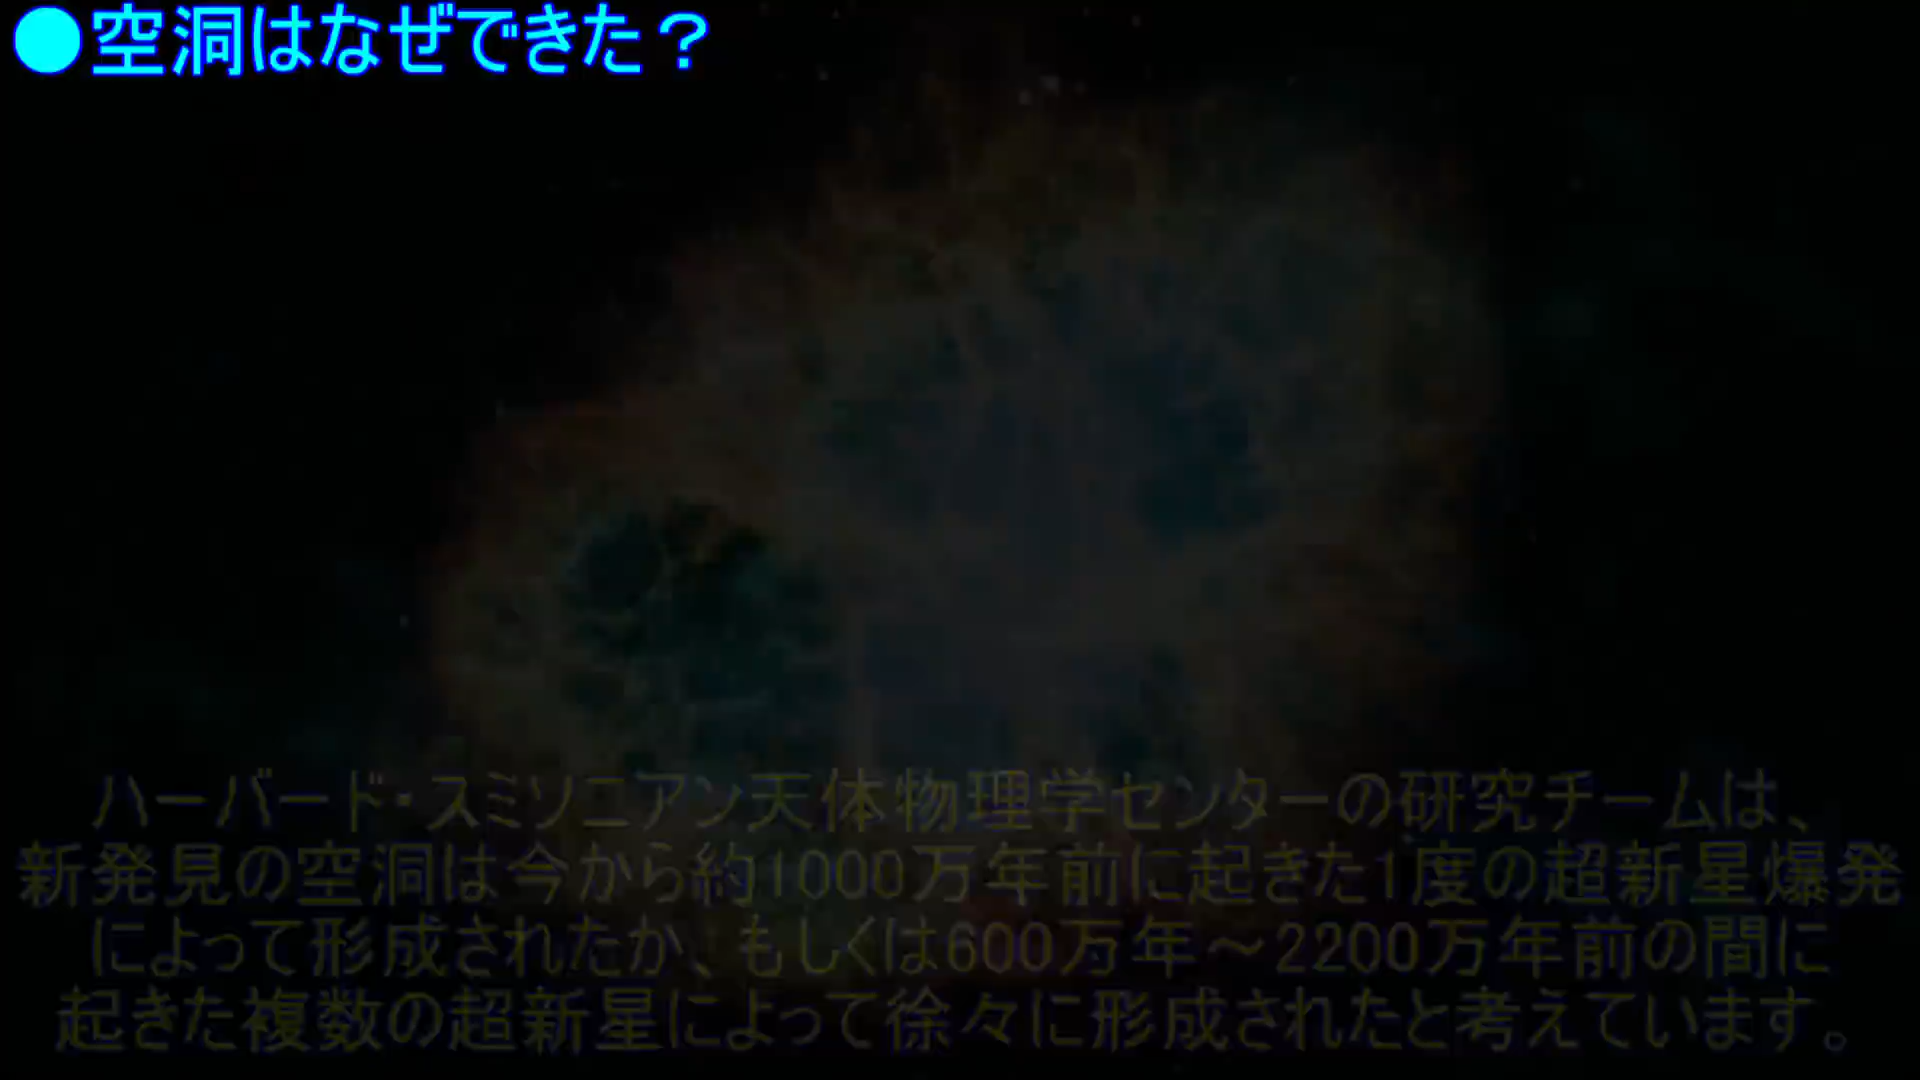 ●空洞はなぜできた？
ハーバード・スミソニアン天体物理学センターの研究チームは、
新発見の空洞は今から約1000万年前に起きた1度の超新星爆発
によって形成されたか、もしくは600万年～2200万年前の間に
起きた複数の超新星によって徐々に形成されたと考えています。